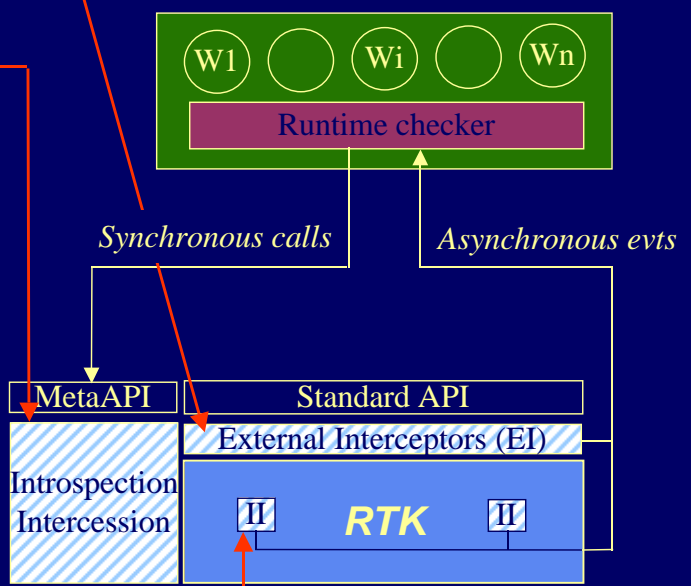 W1 Wi Wn
Runtime checker
Synchronous calls
Asynchronous evts
MetaAPI
Standard API
External Interceptors (EI)
Introspection
Intercession
II
RTK
II